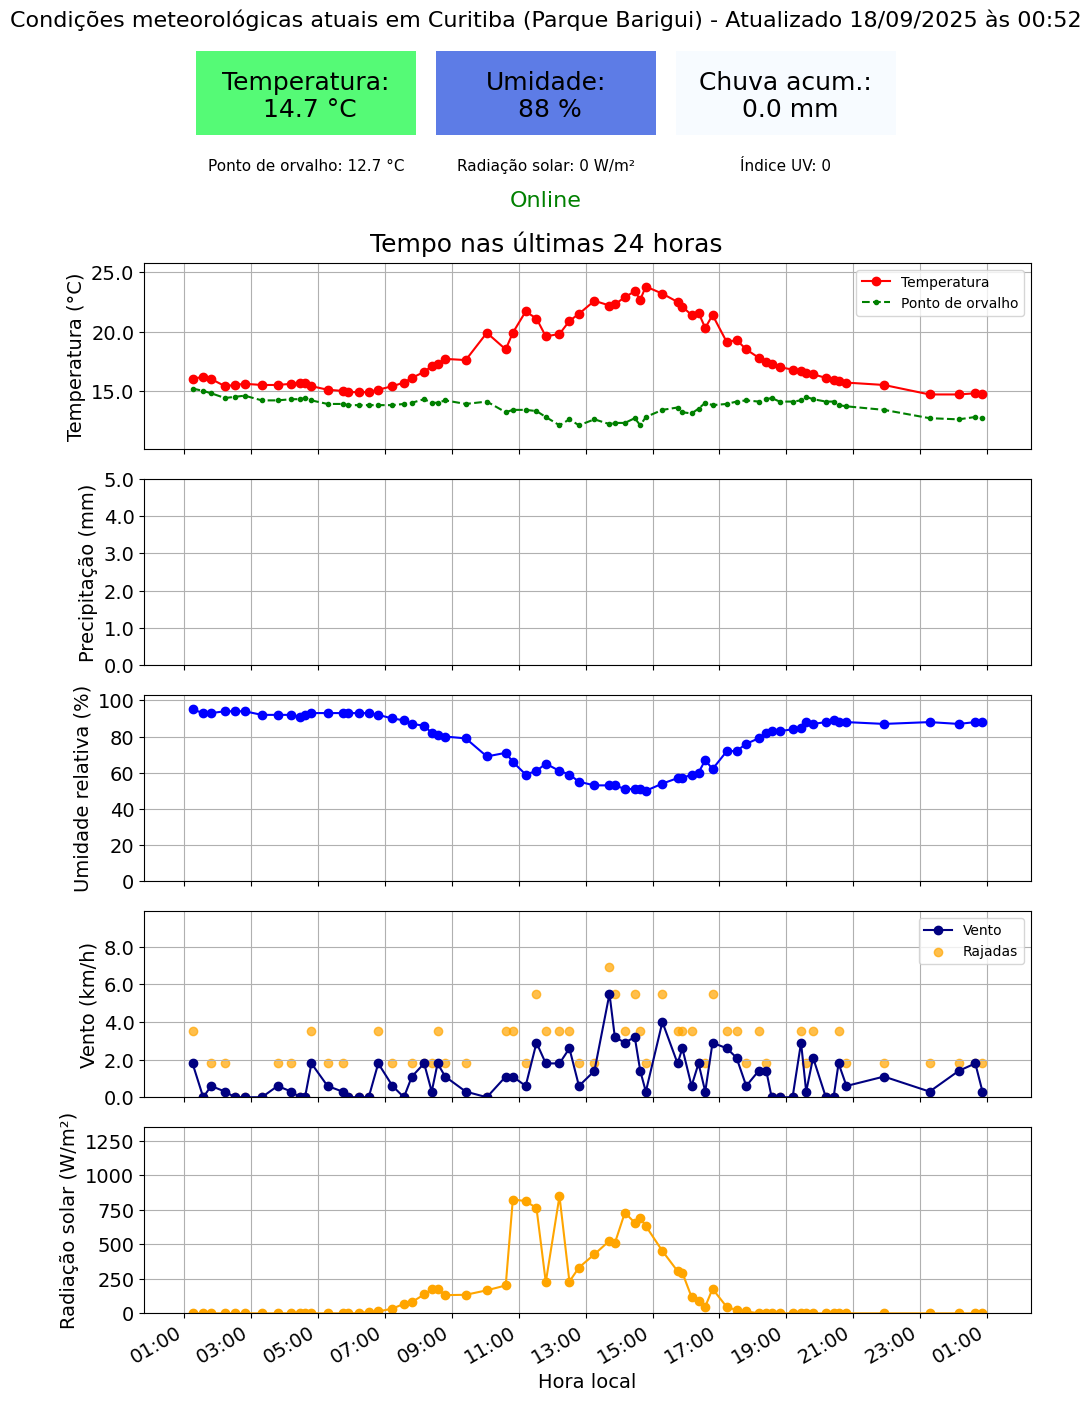 Condições meteorológicas atuais em Curitiba (Parque Barigui) - Atualizado 18/09/2025 às 00:52
Temperatura:
14.7 °C
Umidade:
88 %
Chuva acum.:
0.0 mm
Ponto de orvalho: 12.7 °C
Radiação solar: 0 W/m²
Índice UV: 0
Online
Tempo nas últimas 24 horas
Temperatura (°C)
25.0
20.0
15.0
Temperatura
Ponto de orvalho
Precipitação (mm)
5.0
4.0
3.0
2.0
1.0
0.0
Umidade relativa (%)
100
80
60
40
20
0
Vento (km/h)
8.0
6.0
4.0
2.0
0.0
Vento
Rajadas
Radiação solar (W/m²)
1250
1000
750
500
250
0
01:00
03:00
05:00
07:00
09:00
11:00
13:00
15:00
17:00
19:00
21:00
23:00
01:00
Hora local